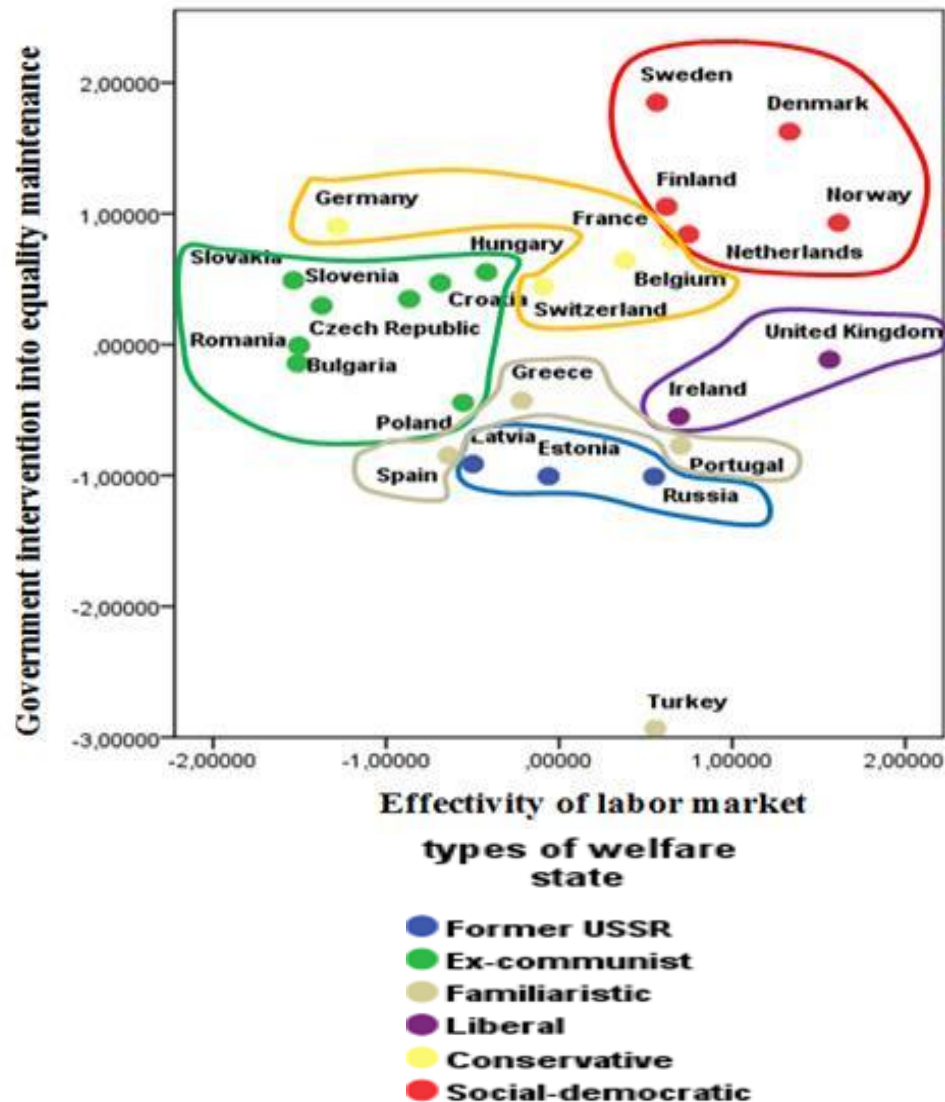 Government intervention into equality maintenance
2,00000
1,00000
,00000
-1,00000
-2,00000
-3,00000
Sweden
Denmark
Finland
Norway
Germany
France
Netherlands
Hungary
Slovakia
Slovenia
Belgium
Croatia
Switzerland
Czech Republic
United Kingdom
Romania
Bulgaria
Greece
Ireland
Poland
Latvia
Estonia
Portugal
Spain
Russia
Turkey
-2,00000
-1,00000
,00000
1,00000
2,00000
Effectivity of labor market
types of welfare
state
Former USSR
Ex-communist
Familiaristic
Liberal
Conservative
Social-democratic